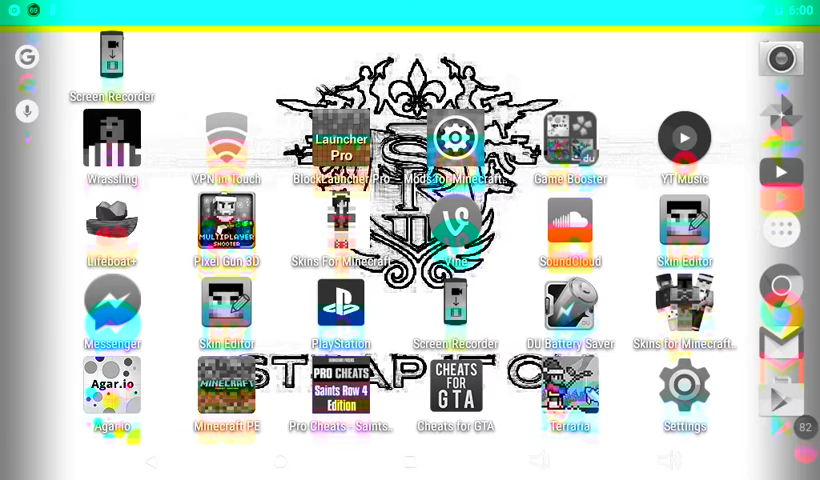 69
6:00
Screen Recorder
Launcher
Pro
du
Wrassling
VPN in Touch
BlockLauncher Pro
Mods for Minecraft..
Game Booster
YT Music
MULTIPLAYER
SHOOTER
Lifeboat+
Pixel Gun 3D
Skins For Minecraft
Vine
SoundCloud
Skin Editor
Messenger
Skin Editor
PlayStation
Screen Recorder
DU Battery Saver
Skins for Minecraft..
STRAP IT O
Agar.io
MINECRAFT
PRO CHEATS
Saints Row 4
Edition
CHEATS
FOR
GTA
Agar.io
Minecraft PE
Pro Cheats - Saints..
Cheats for GTA
Terraria
Settings
82